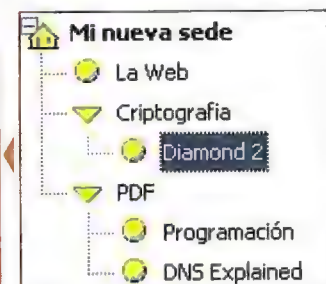 Mi nueva sede
La Web
Criptografia
Diamond 2
PDF
Programación
DNS Explained